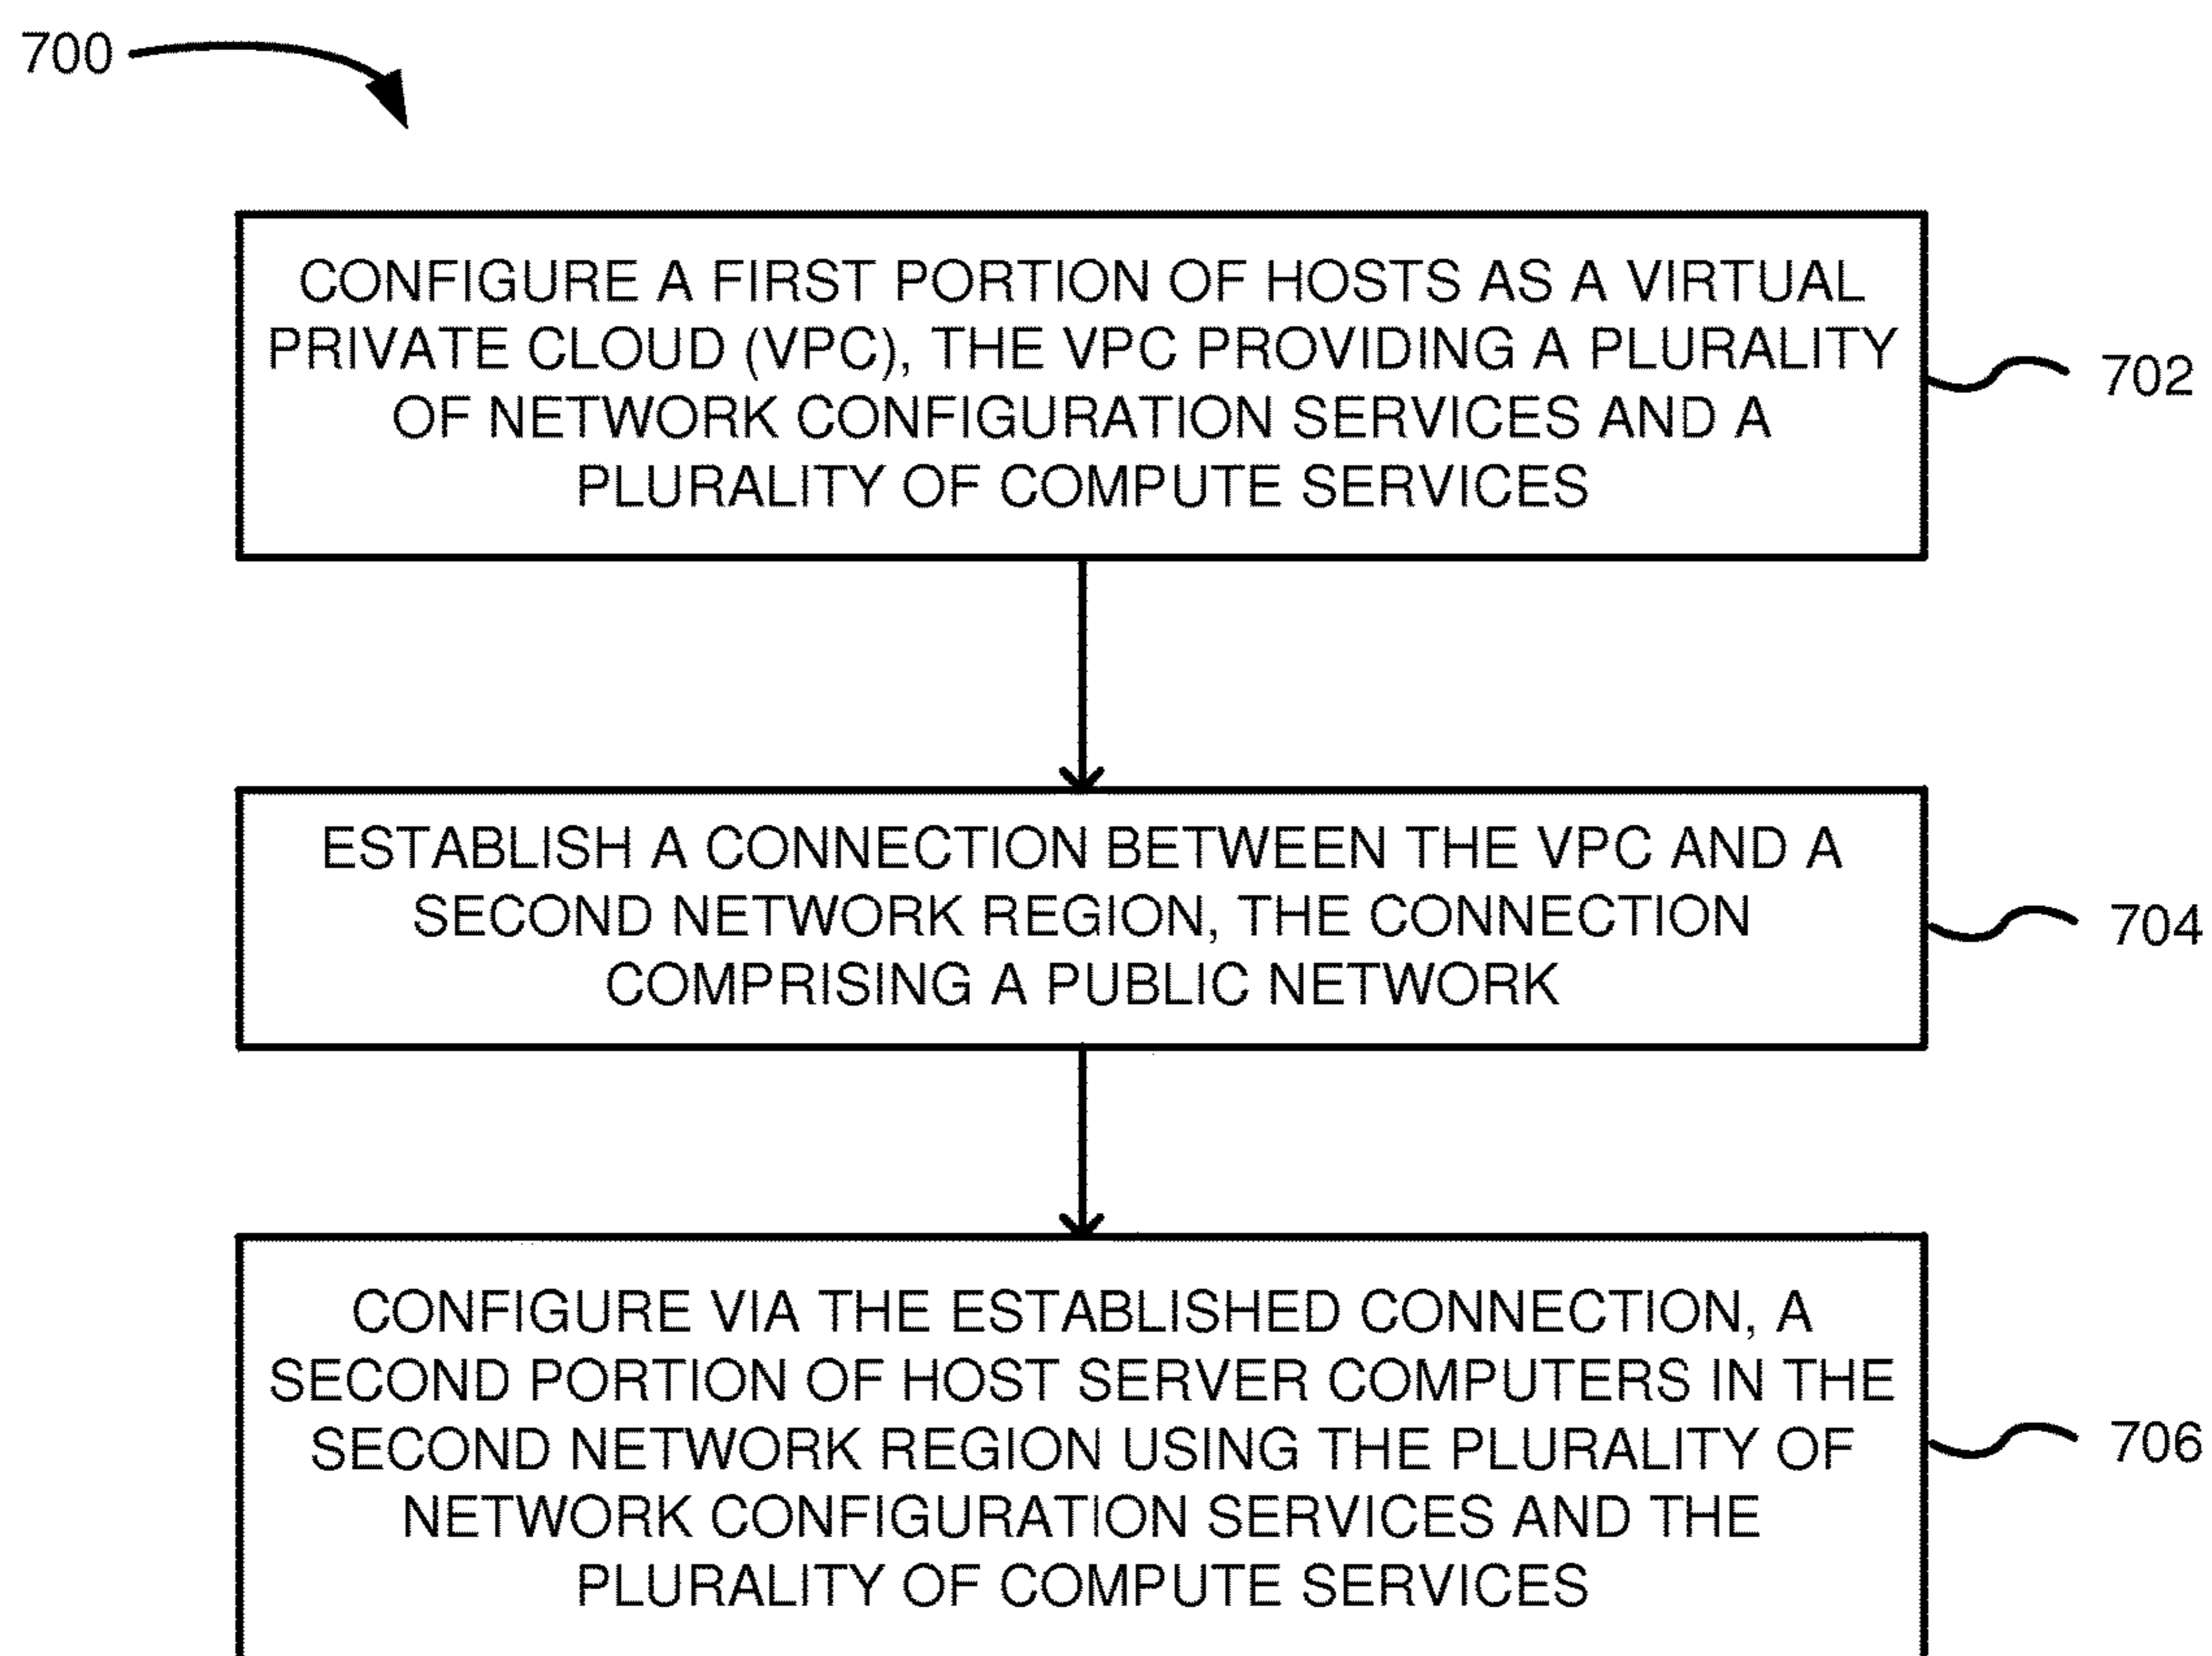 700
CONFIGURE A FIRST PORTION OF HOSTS AS A VIRTUAL
PRIVATE CLOUD (VPC), THE VPC PROVIDING A PLURALITY
OF NETWORK CONFIGURATION SERVICES AND A
PLURALITY OF COMPUTE SERVICES
702
ESTABLISH A CONNECTION BETWEEN THE VPC AND A
SECOND NETWORK REGION, THE CONNECTION
COMPRISING A PUBLIC NETWORK
704
CONFIGURE VIA THE ESTABLISHED CONNECTION, A
SECOND PORTION OF HOST SERVER COMPUTERS IN THE
SECOND NETWORK REGION USING THE PLURALITY OF
NETWORK CONFIGURATION SERVICES AND THE
PLURALITY OF COMPUTE SERVICES
706